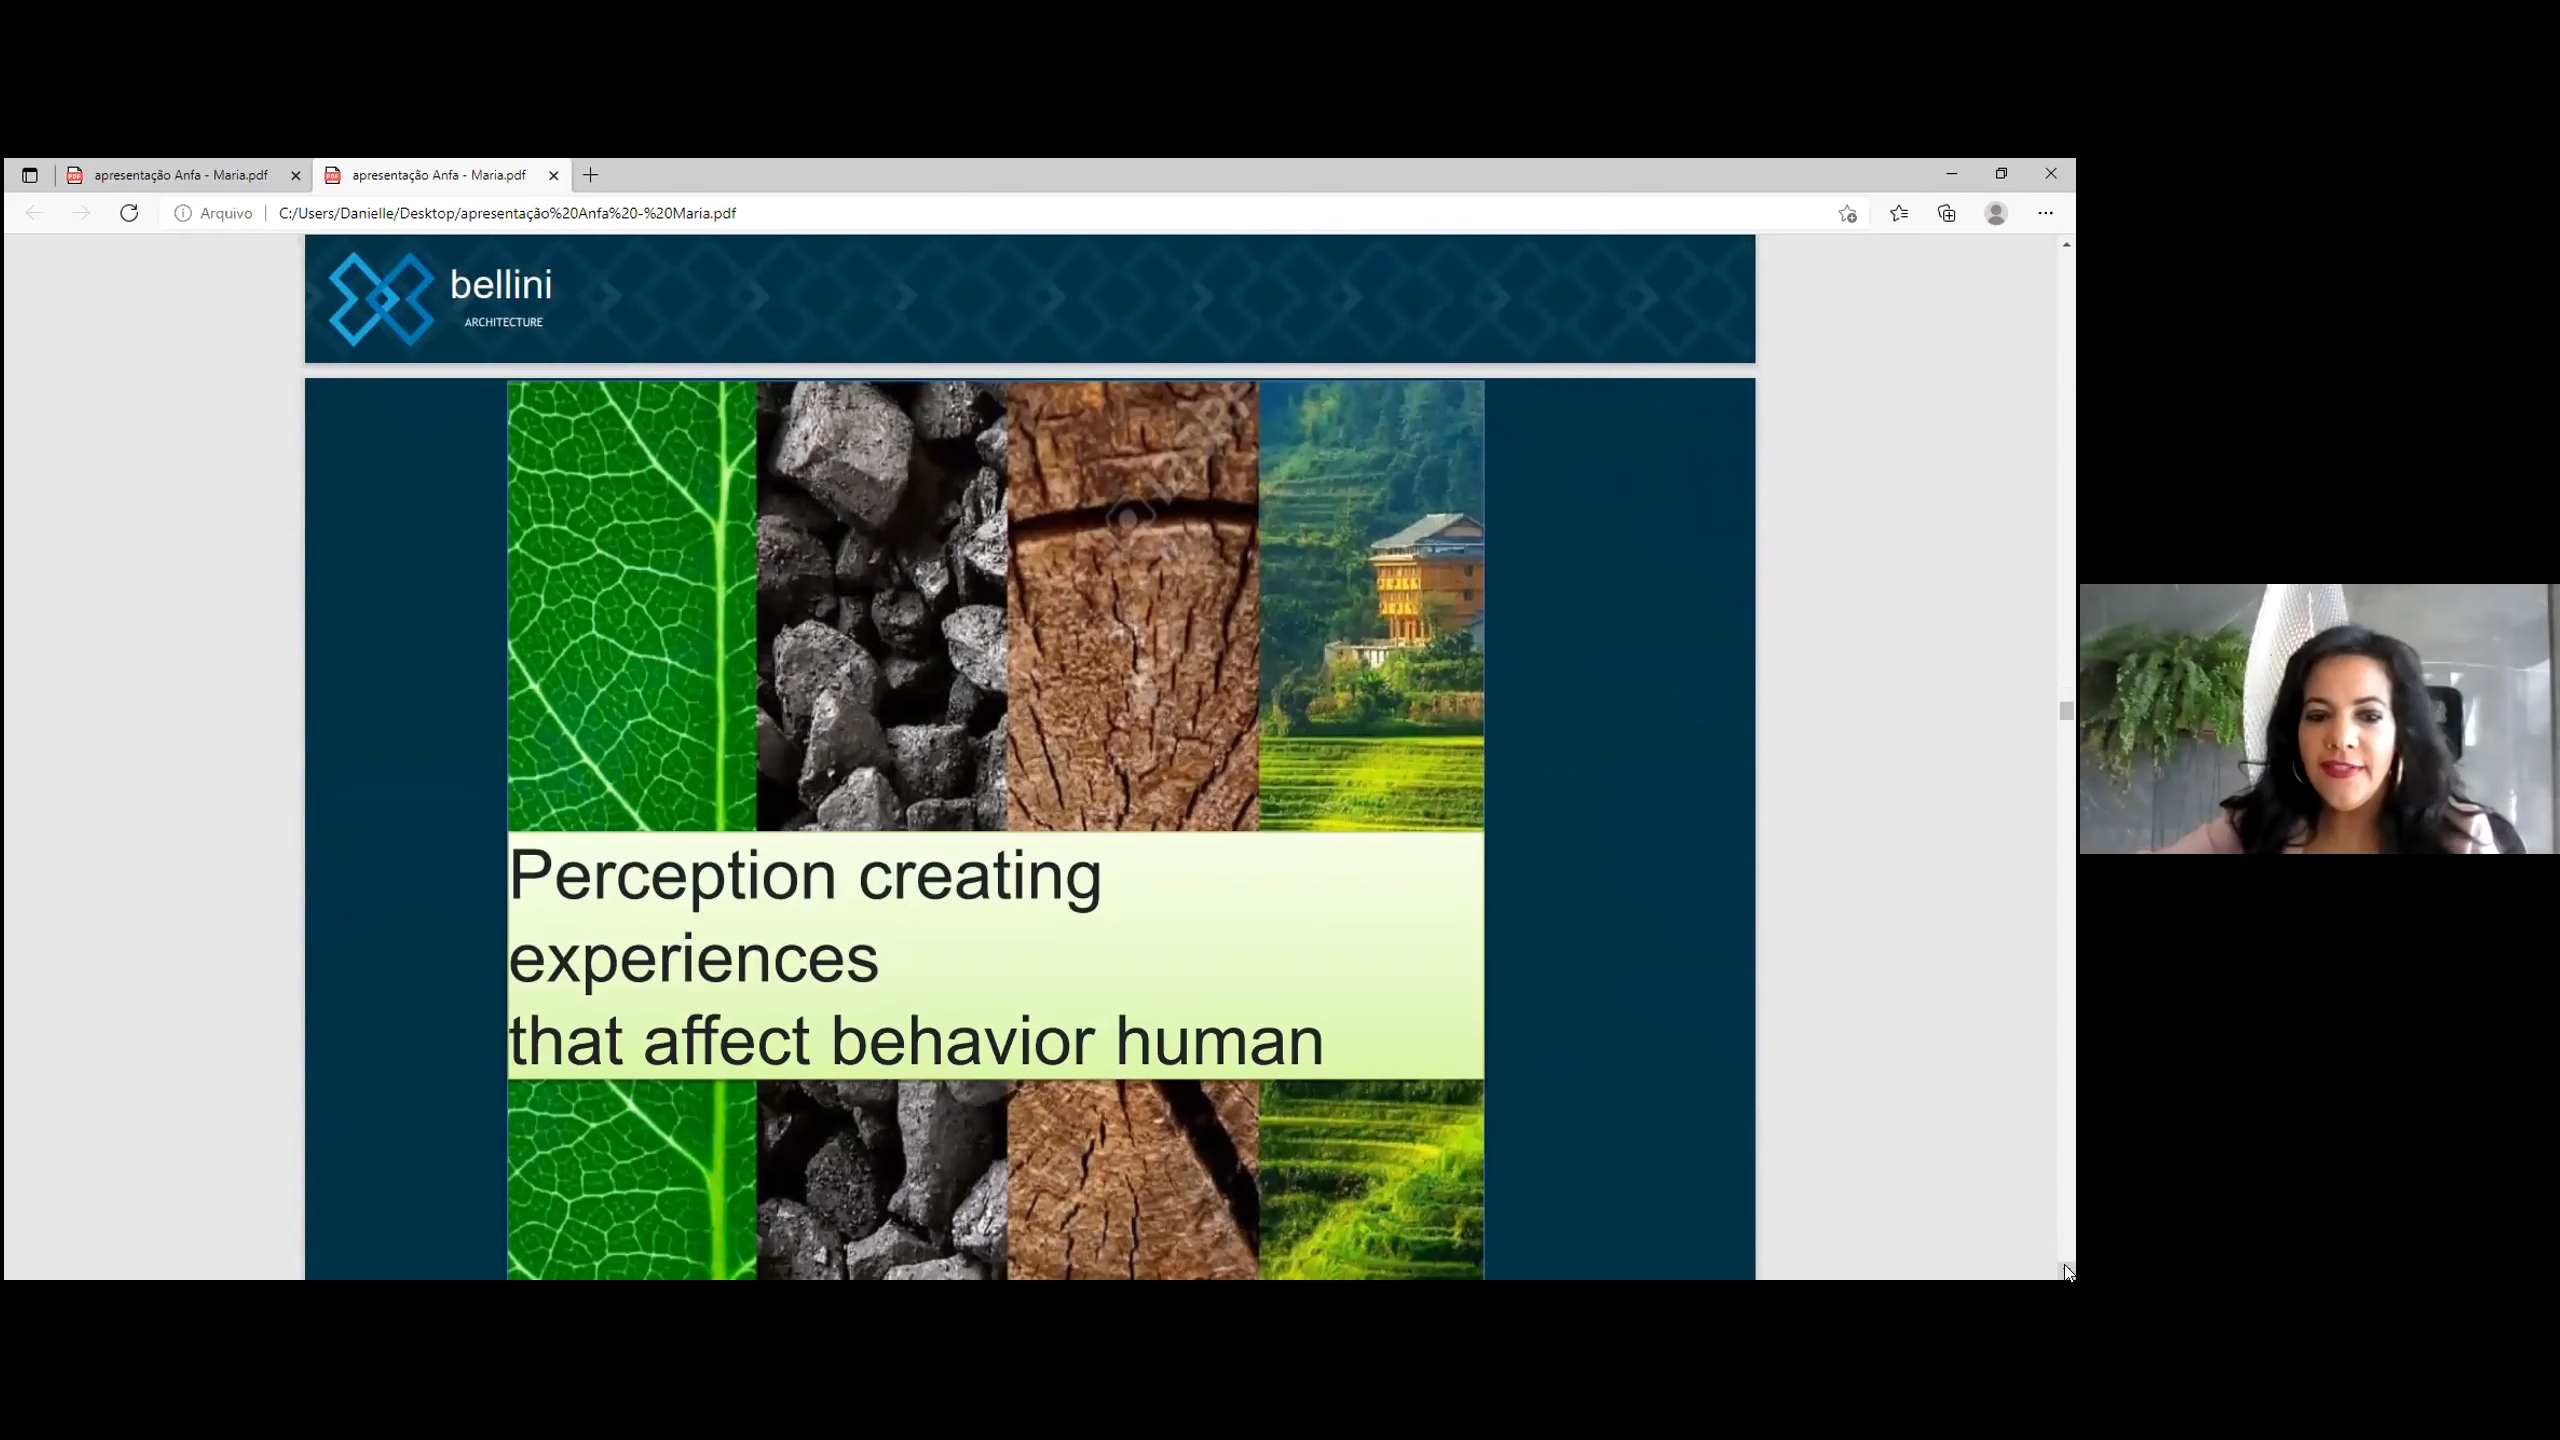 apresentação Anfa - Maria.pdf
apresentação Anfa - Maria.pdf
Arquivo
C:/Users/Danielle/Desktop/apresentação%20Anfa%20-%20Maria.pdf
bellini
ARCHITECTURE
Perception creating
experiences
that affect behavior human